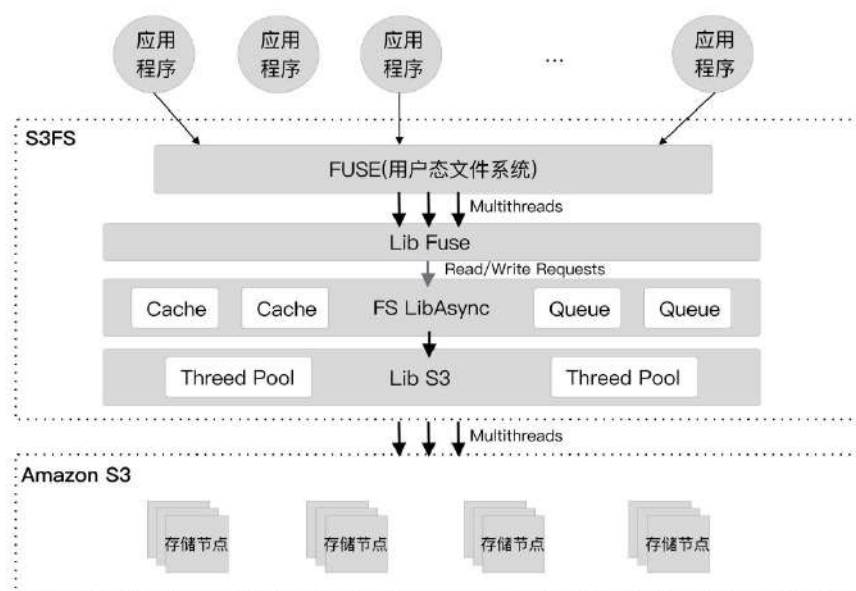 应用
程序
应用
程序
应用
程序
...
应用
程序
S3FS
FUSE(用户态文件系统)
Multithreads
Lib Fuse
Read/Write Requests
Cache
Cache
FS LibAsync
Queue
Queue
Threed Pool
Lib S3
Threed Pool
Multithreads
Amazon S3
存储节点
存储节点
存储节点
存储节点